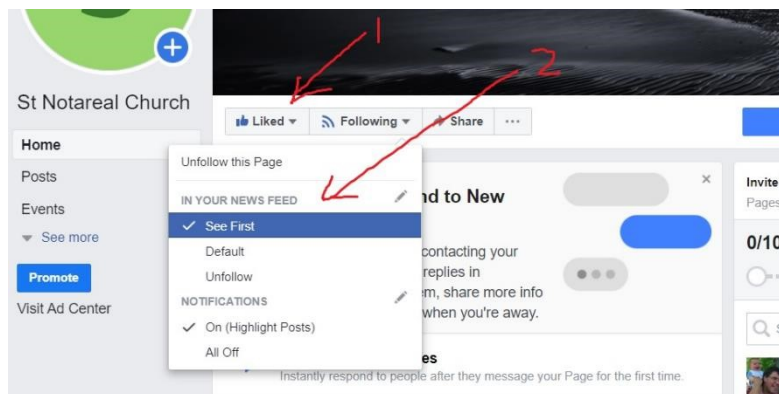 1
2
St Notareal Church
Home
Posts
Events
See more
Promote
Visit Ad Center
Liked
Following
Share
Unfollow this Page
IN YOUR NEWS FEED
See First
Default
Unfollow
NOTIFICATIONS
On (Highlight Posts)
All Off
nd to New
contacting your
replies in
em, share more info
when you're away.
es
Instantly respond to people after they message your Page for the first time.
Invite
Pages
0/10